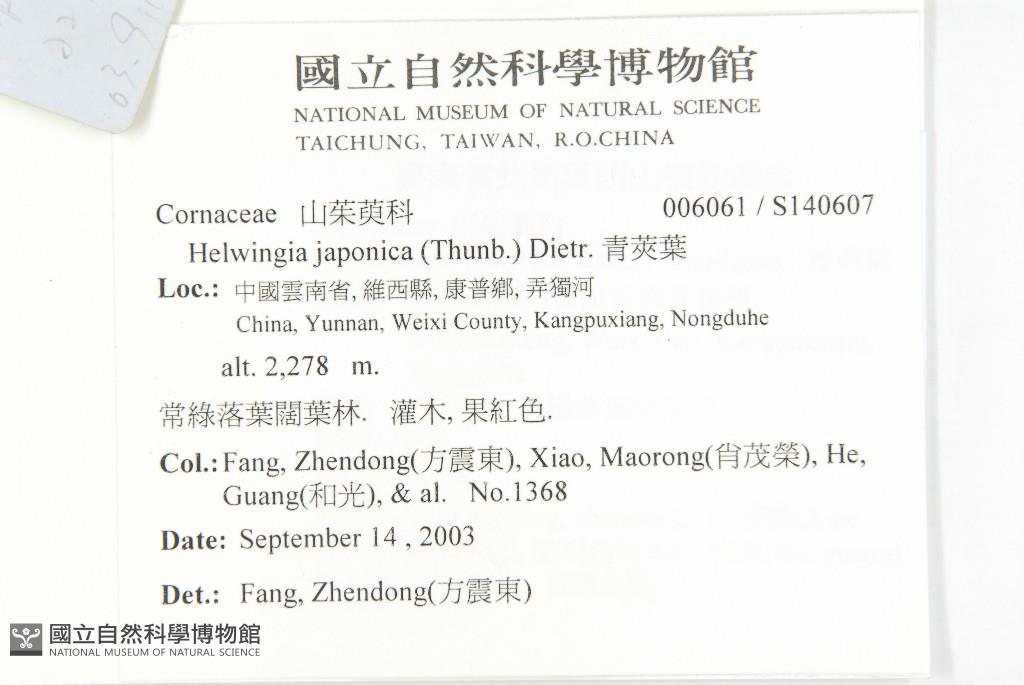 國立自然科學博物館
NATIONAL MUSEUM OF NATURAL SCIENCE
TAICHUNG, TAIWAN, R.O.CHINA
Cornaceae 山茱萸科 006061 / S140607
Helwingia japonica (Thunb.) Dietr. 青莢葉
Loc.: 中國雲南省, 維西縣, 康普鄉, 弄獨河
China, Yunnan, Weixi County, Kangpuxiang, Nongduhe
alt. 2,278 m.
常綠落葉闊葉林. 灌木, 果紅色.
Col.: Fang, Zhendong(方震東), Xiao, Maorong(肖茂榮), He,
Guang(和光), & al. No.1368
Date: September 14 , 2003
Det.: Fang, Zhendong(方震東)
國立自然科學博物館
NATIONAL MUSEUM OF NATURAL SCIENCE